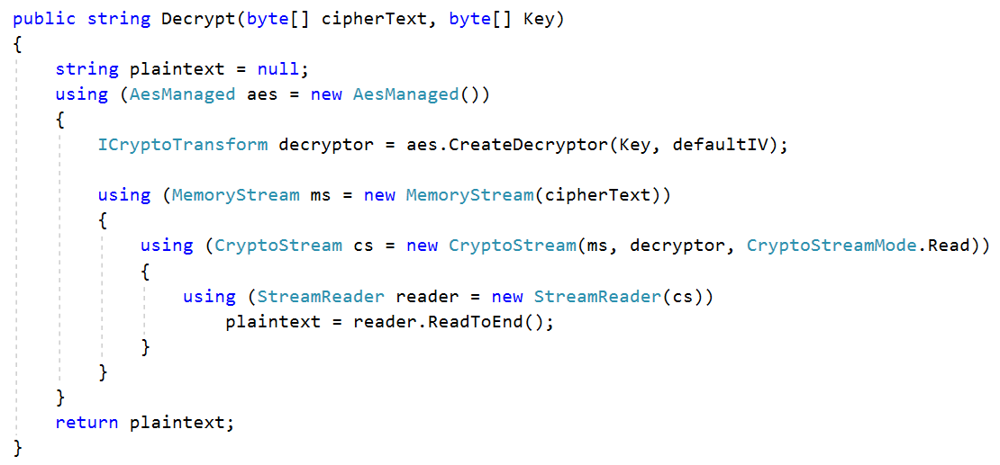 public string Decrypt(byte[] cipherText, byte[] Key)
{
    string plaintext = null;
    using (AesManaged aes = new AesManaged())
    {
        ICryptoTransform decryptor = aes.CreateDecryptor(Key, defaultIV);

        using (MemoryStream ms = new MemoryStream(cipherText))
        {
            using (CryptoStream cs = new CryptoStream(ms, decryptor, CryptoStreamMode.Read))
            {
                using (StreamReader reader = new StreamReader(cs))
                    plaintext = reader.ReadToEnd();
            }
        }
    }
    return plaintext;
}